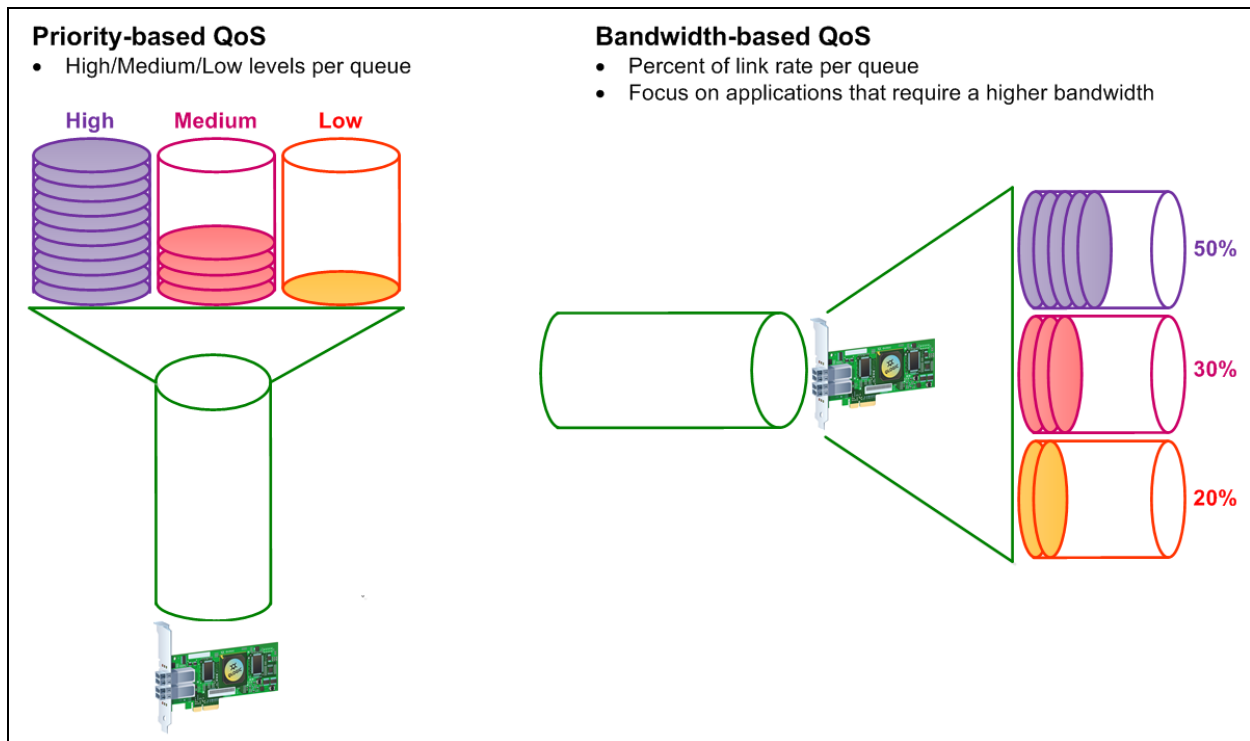 Priority-based QoS
• High/Medium/Low levels per queue
High Medium Low
Bandwidth-based QoS
• Percent of link rate per queue
• Focus on applications that require a higher bandwidth
50%
30%
20%